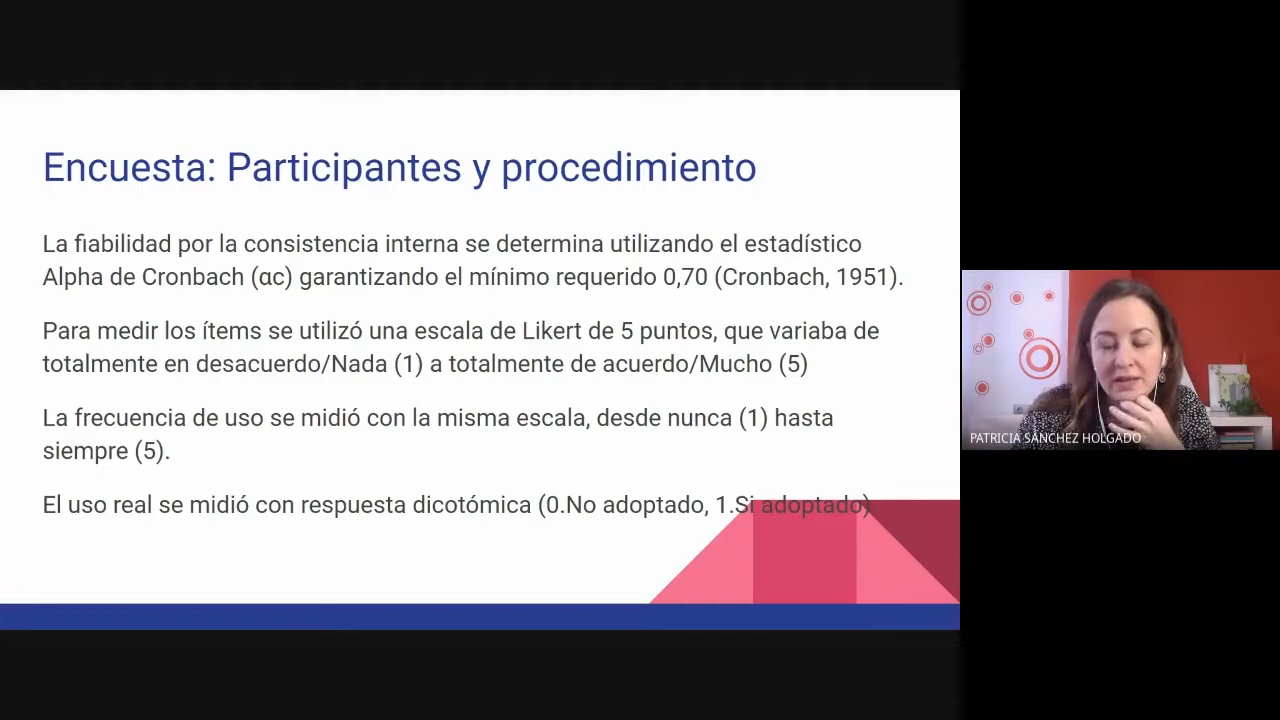 Encuesta: Participantes y procedimiento
La fiabilidad por la consistencia interna se determina utilizando el estadístico
Alpha de Cronbach (αc) garantizando el mínimo requerido 0,70 (Cronbach, 1951).
Para medir los ítems se utilizó una escala de Likert de 5 puntos, que variaba de
totalmente en desacuerdo/Nada (1) a totalmente de acuerdo/Mucho (5)
La frecuencia de uso se midió con la misma escala, desde nunca (1) hasta
siempre (5).
El uso real se midió con respuesta dicotómica (0.No adoptado, 1.Si adoptado)
PATRICIA SÁNCHEZ HOLGADO